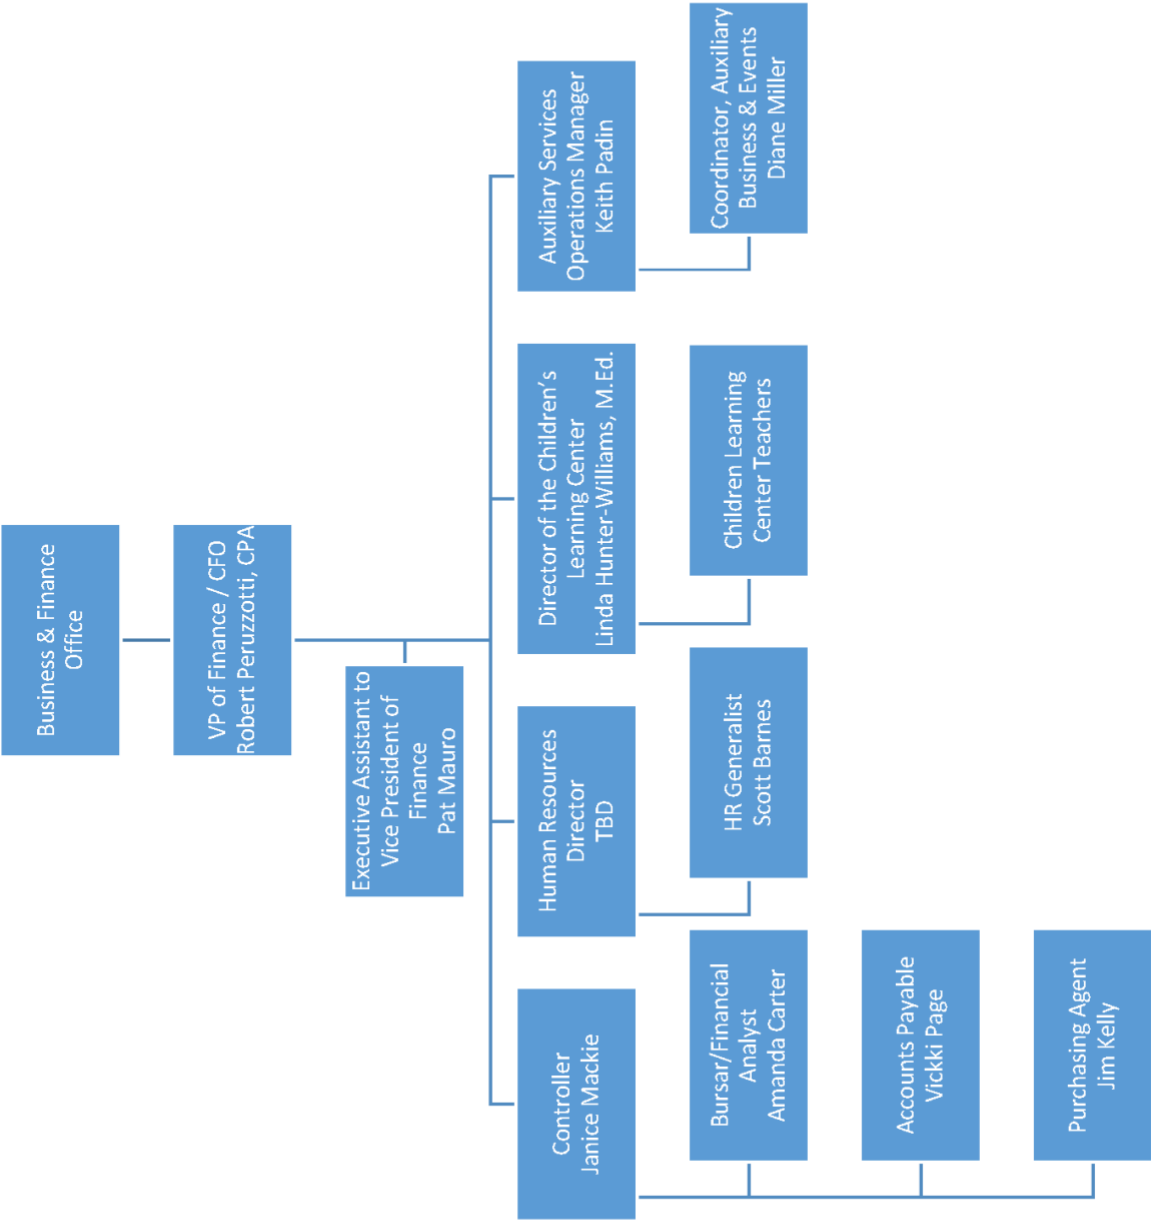 Business & Finance
Office
VP of Finance / CFO
Robert Peruzzotti, CPA
Executive Assistant to
Vice President of
Finance
Pat Mauro
Controller
Janice Mackie
Human Resources
Director
TBD
Director of the Children’s
Learning Center
Linda Hunter-Williams, M.Ed.
Auxiliary Services
Operations Manager
Keith Padin
Bursar/Financial
Analyst
Amanda Carter
Accounts Payable
Vickki Page
Purchasing Agent
Jim Kelly
HR Generalist
Scott Barnes
Children Learning
Center Teachers
Coordinator, Auxiliary
Business & Events
Diane Miller